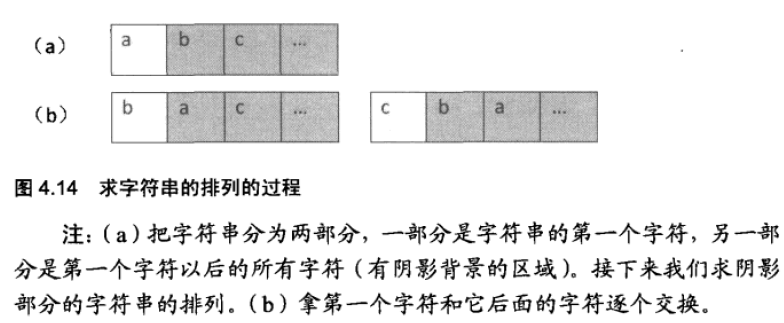 （a） a b c ...
（b） b a c ... c b a ...
图 4.14 求字符串的排列的过程
注：（a）把字符串分为两部分，一部分是字符串的第一个字符，另一部
分是第一个字符以后的所有字符（有阴影背景的区域）。接下来我们求阴影
部分的字符串的排列。（b）拿第一个字符和它后面的字符逐个交换。